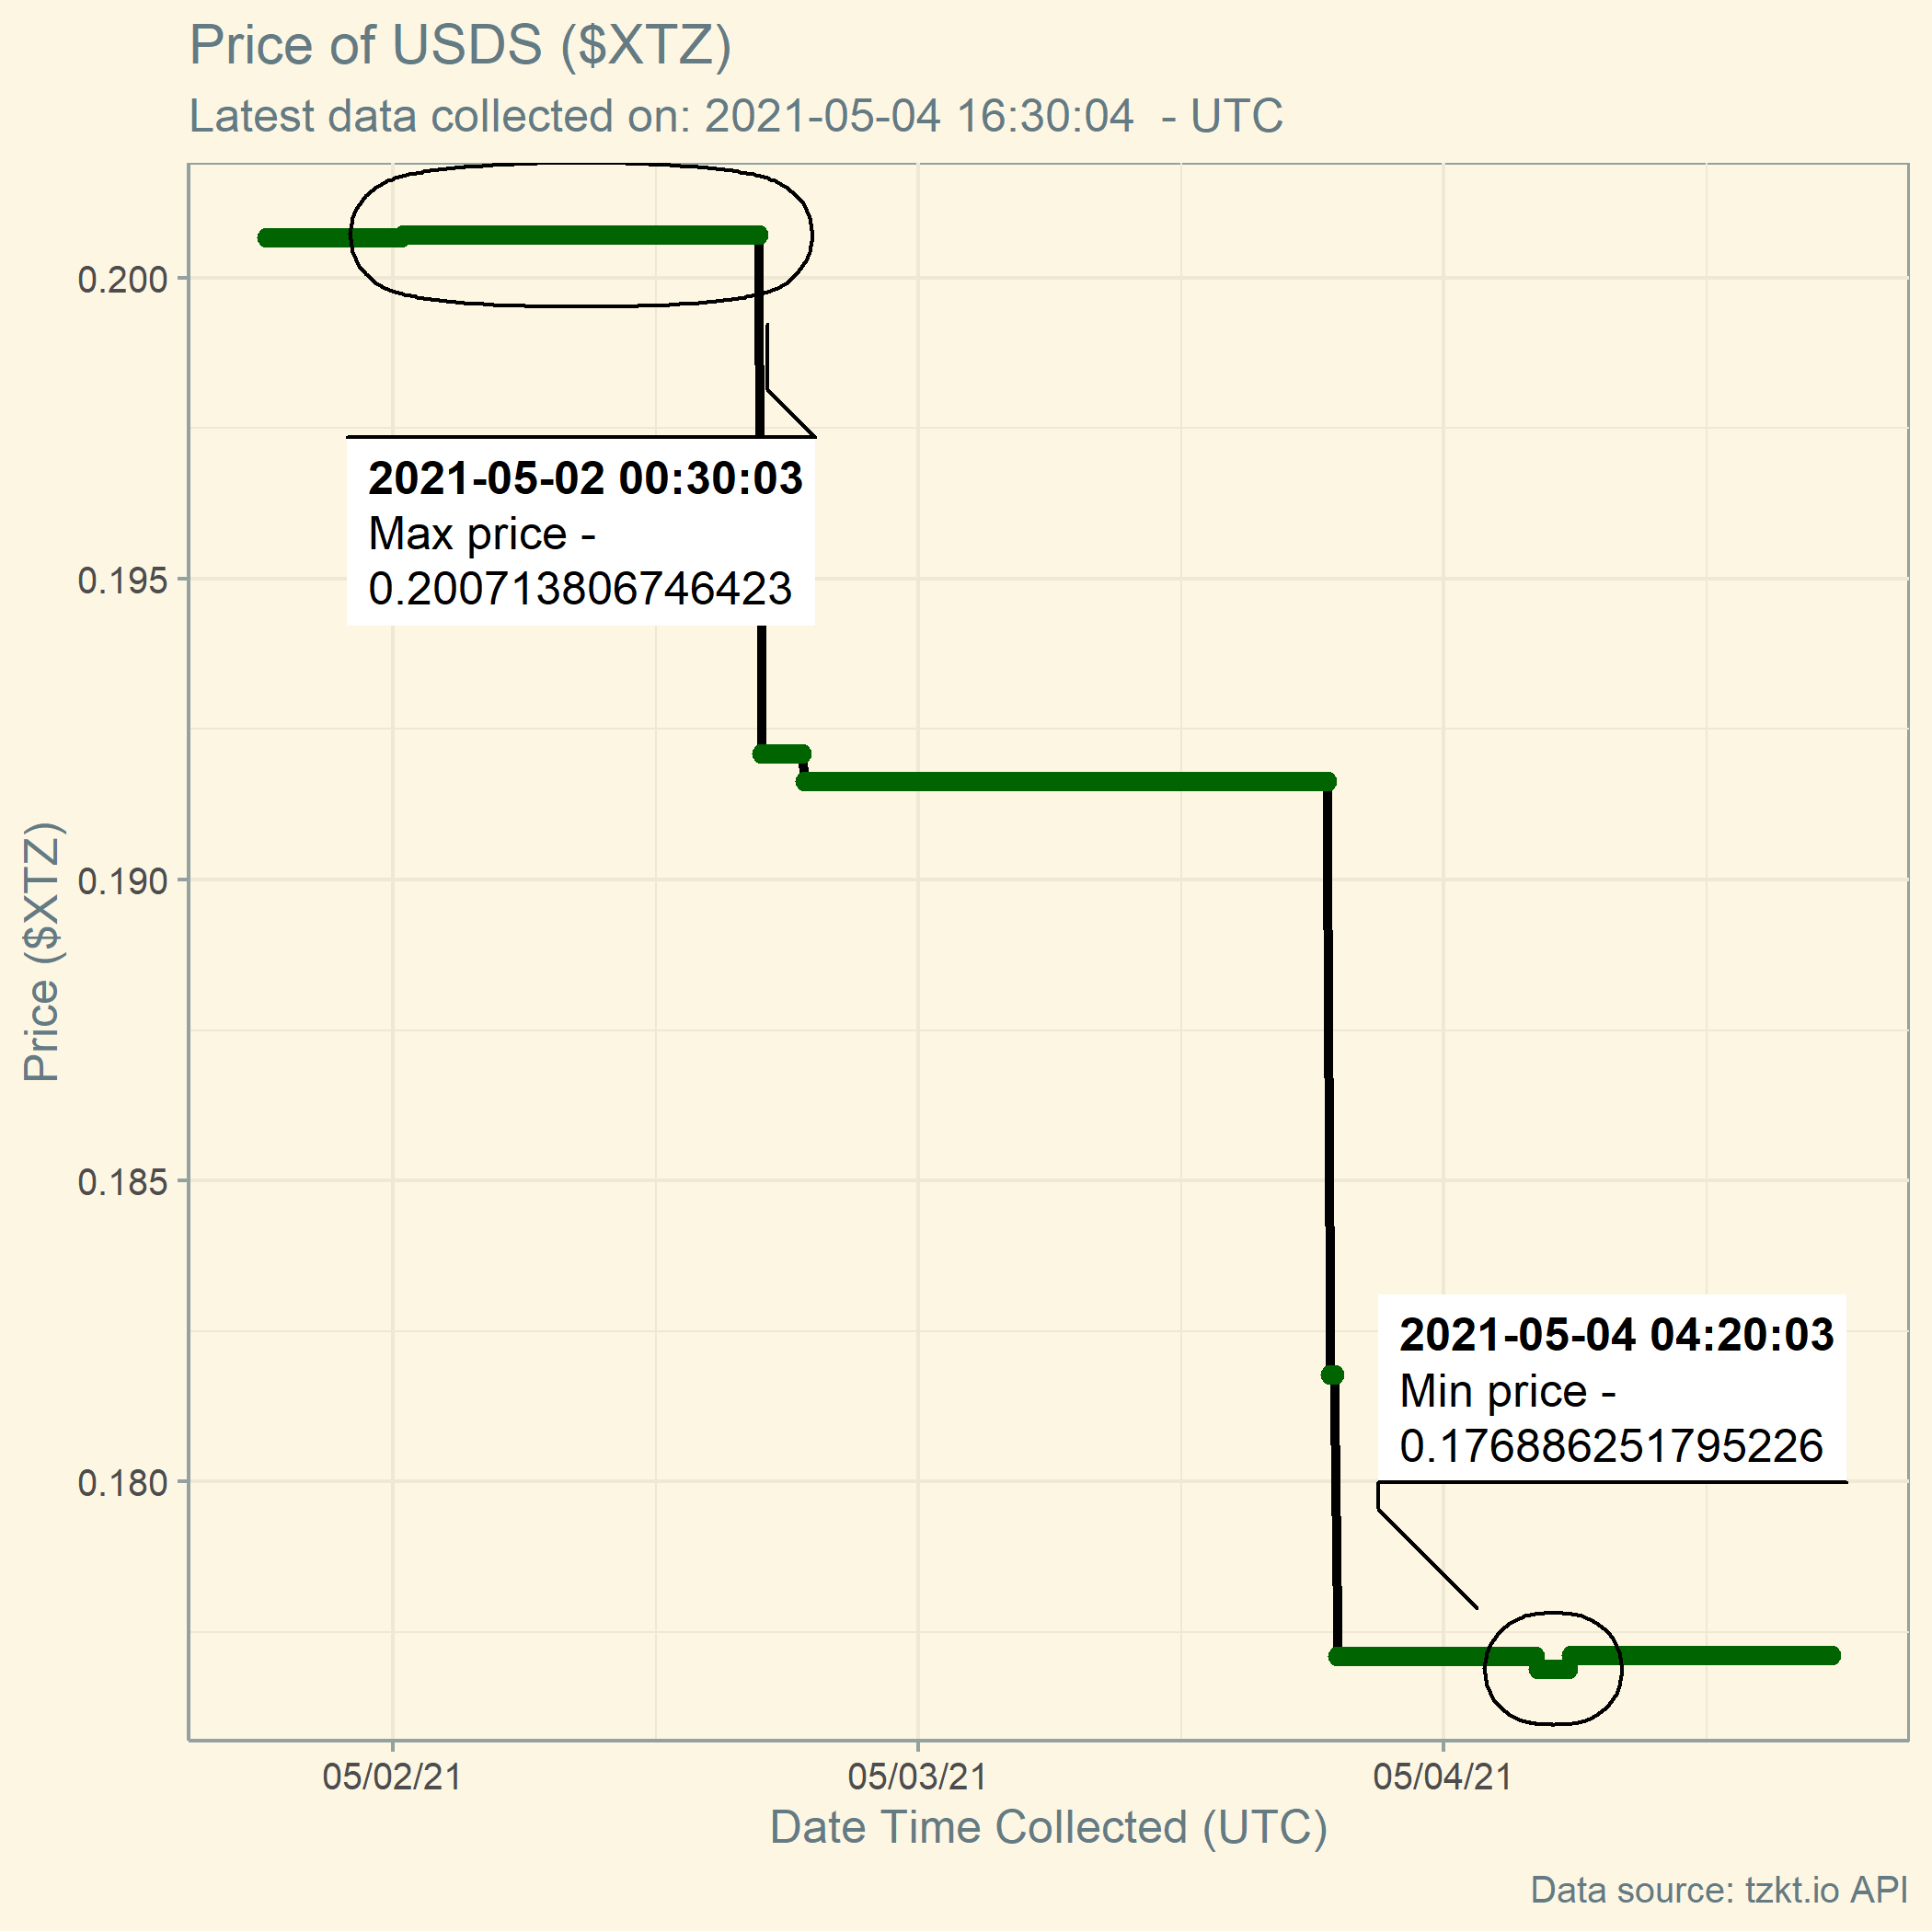 Price of USDS ($XTZ)
Latest data collected on: 2021-05-04 16:30:04  - UTC
0.200
2021-05-02 00:30:03
Max price -
0.200713806746423
0.195
0.190
Price ($XTZ)
0.185
2021-05-04 04:20:03
Min price -
0.176886251795226
0.180
05/02/21
05/03/21
05/04/21
Date Time Collected (UTC)
Data source: tzkt.io API